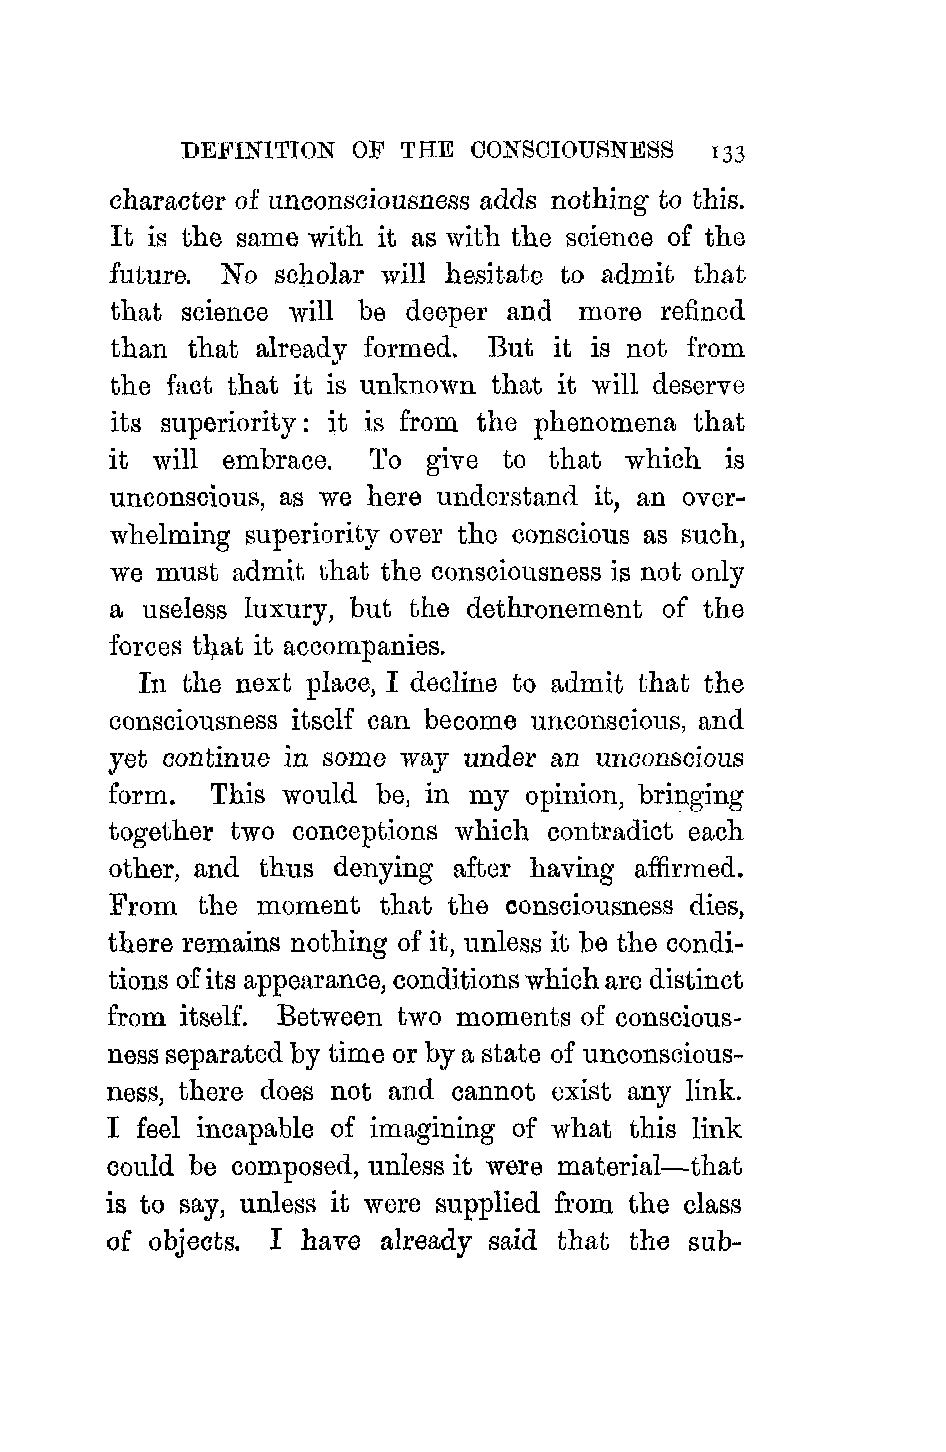 DEFINITION OF THE CONSCIOUSNESS 133
character of unconsciousness adds nothing to this.
It is the same with it as with the science of the
future. No scholar will hesitate to admit that
that science will be deeper and more refined
than that already formed. But it is not from
the fact that it is unknown that it will deserve
its superiority: it is from the phenomena that
it will embrace. To give to that which is
unconscious, as we here understand it, an over-
whelming superiority over the conscious as such,
we must admit that the consciousness is not only
a useless luxury, but the dethronement of the
forces that it accompanies.
In the next place, I decline to admit that the
consciousness itself can become unconscious, and
yet continue in some way under an unconscious
form. This would be, in my opinion, bringing
together two conceptions which contradict each
other, and thus denying after having affirmed.
From the moment that the consciousness dies,
there remains nothing of it, unless it be the condi-
tions of its appearance, conditions which are distinct
from itself. Between two moments of conscious-
ness separated by time or by a state of unconscious-
ness, there does not and cannot exist any link.
I feel incapable of imagining of what this link
could be composed, unless it were material—that
is to say, unless it were supplied from the class
of objects. I have already said that the sub-